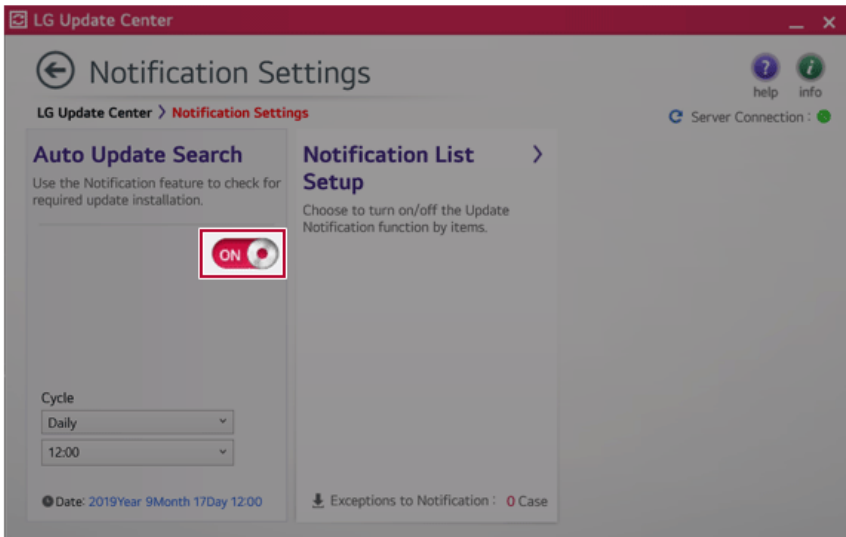 LG Update Center
Notification Settings
help
info
LG Update Center > Notification Settings
Server Connection :
Auto Update Search
Use the Notification feature to check for
required update installation.
ON
Cycle
Daily
12:00
Date: 2019Year 9Month 17Day 12:00
Notification List
Setup
Choose to turn on/off the Update
Notification function by items.
Exceptions to Notification : 0 Case